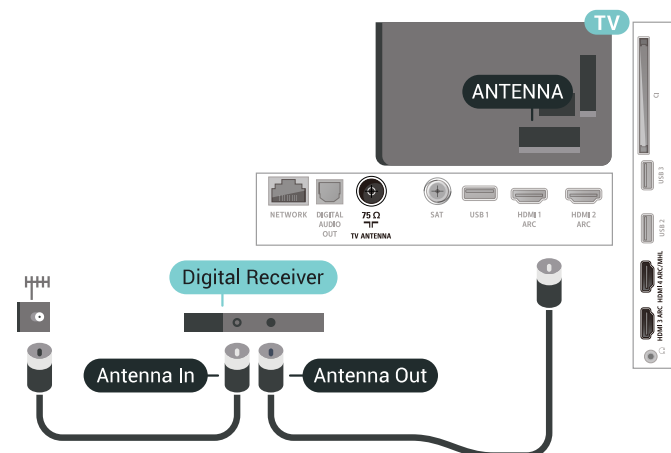 TV
ANTENNA
CI
USB 3
USB 2
HDMI 4 ARC/MHL
HDMI 3 ARC
NETWORK
DIGITAL
AUDIO
OUT
75 Ω
TV ANTENNA
SAT
USB 1
HDMI 1
ARC
HDMI 2
ARC
Digital Receiver
Antenna In
Antenna Out